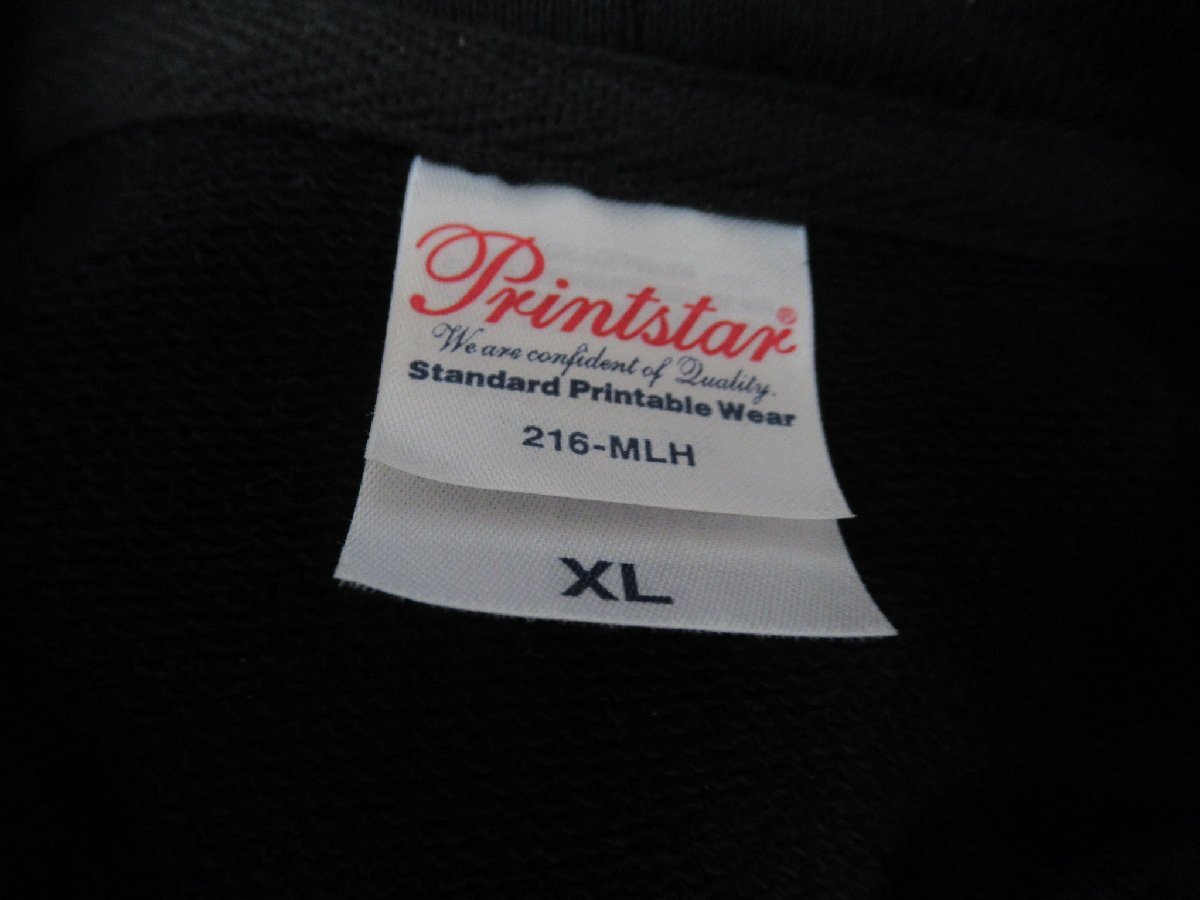 Printstar®
We are confident of Quality.
Standard Printable Wear
216-MLH
XL